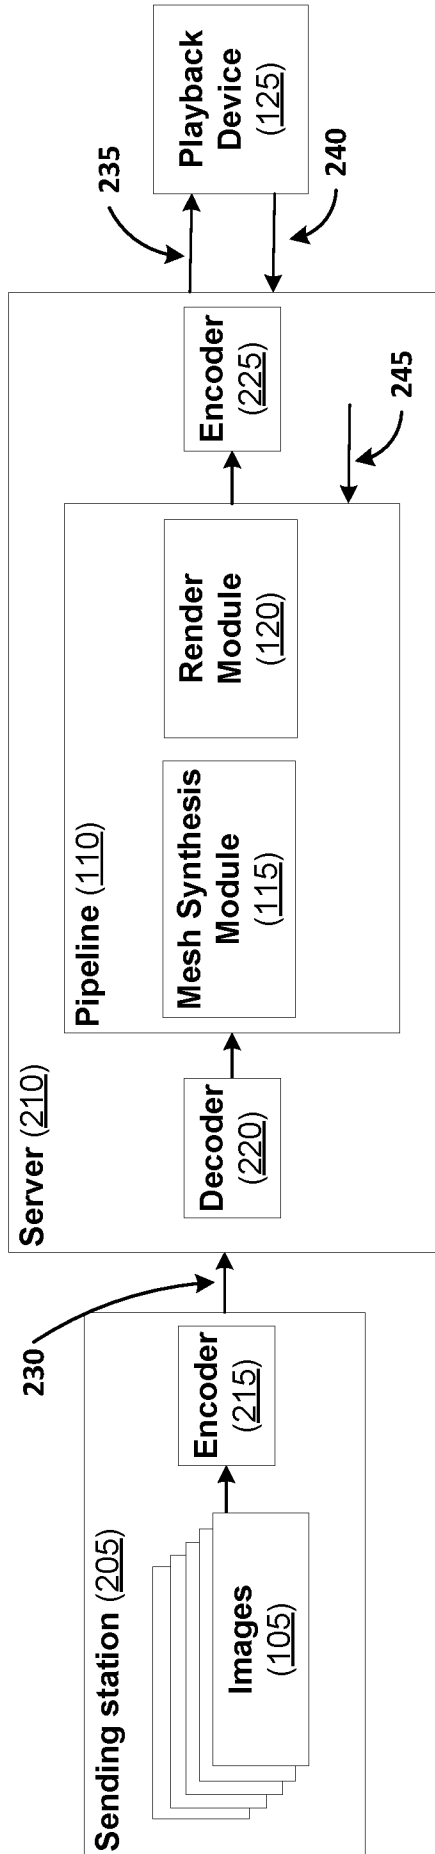 Sending station (205)
Images
(105)
Encoder
(215)
230
Server (210)
Decoder
(220)
Pipeline (110)
Mesh Synthesis
Module
(115)
Render
Module
(120)
Encoder
(225)
245
235
240
Playback
Device
(125)